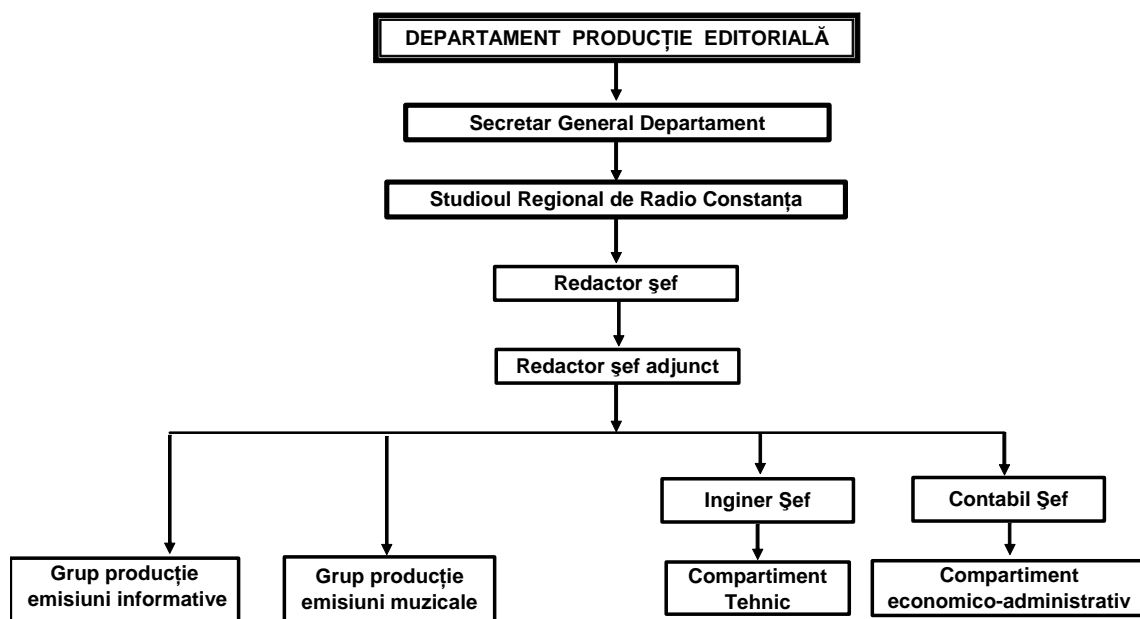 DEPARTAMENT PRODUCȚIE EDITORIALĂ
Secretar General Departament
Studioul Regional de Radio Constanța
Redactor şef
Redactor şef adjunct
Inginer Şef
Contabil Şef
Grup producție
emisiuni informative
Grup producție
emisiuni muzicale
Compartiment
Tehnic
Compartiment
economico-administrativ